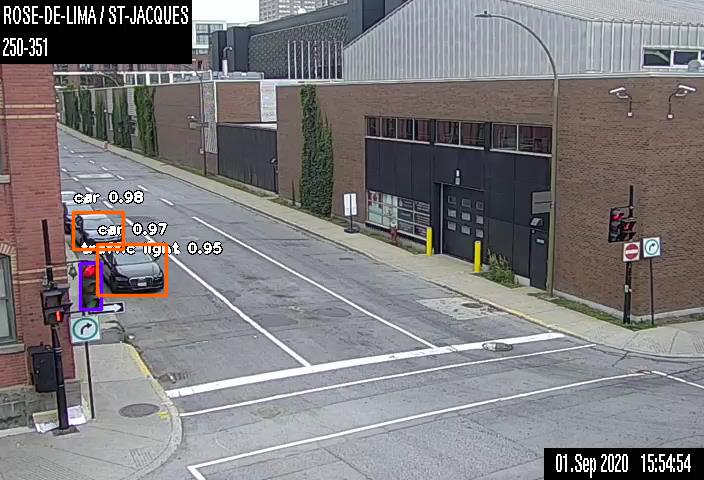 ROSE-DE-LIMA / ST-JACQUES
250-351
car 0.98
car 0.97
traffic light 0.95
01.Sep 2020 15:54:54